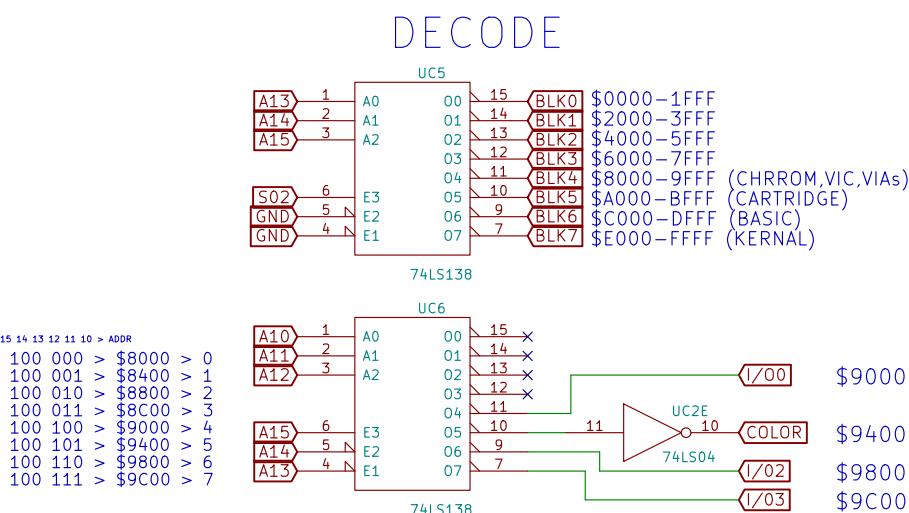 DECODE
UC5
A13 1 A0 O0 15 BLK0 $0000-1FFF
A14 2 A1 O1 14 BLK1 $2000-3FFF
A15 3 A2 O2 13 BLK2 $4000-5FFF
O3 12 BLK3 $6000-7FFF
O4 11 BLK4 $8000-9FFF (CHRROM,VIC,VIAs)
S02 6 E3 O5 10 BLK5 $A000-BFFF (CARTRIDGE)
GND 5 E2 O6 9 BLK6 $C000-DFFF (BASIC)
GND 4 E1 O7 7 BLK7 $E000-FFFF (KERNAL)
74LS138
UC6
15 14 13 12 11 10 > ADDR
100 000 > $8000 > 0
100 001 > $8400 > 1
100 010 > $8800 > 2
100 011 > $8C00 > 3
100 100 > $9000 > 4
100 101 > $9400 > 5
100 110 > $9800 > 6
100 111 > $9C00 > 7
A10 1 A0 O0 15
A11 2 A1 O1 14
A12 3 A2 O2 13
O3 12
O4 11 I/O0 $9000
A15 6 E3 O5 10 11 UC2E 10 COLOR $9400
74LS04
A14 5 E2 O6 9 I/O2 $9800
A13 4 E1 O7 7 I/O3 $9C00
74LS138